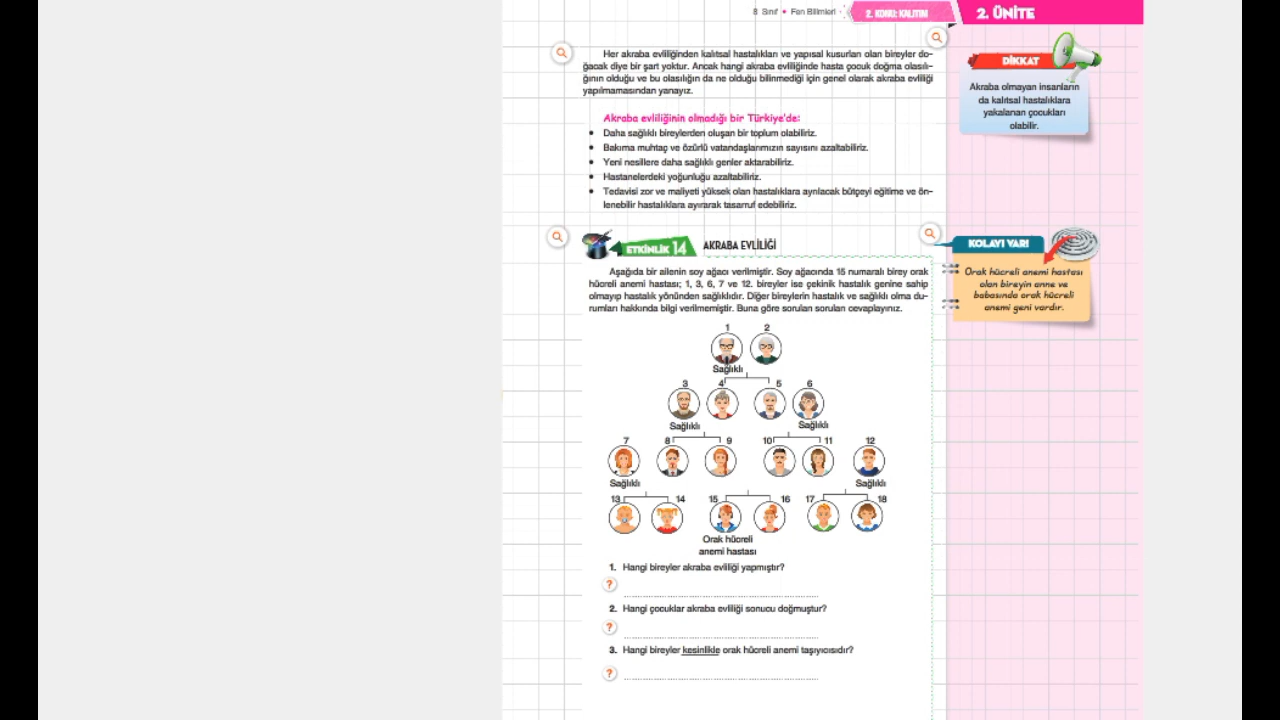 8 Sınıf • Fen Bilimleri
2. KONU: KALITIM
2. ÜNİTE
Her akraba evliliğinden kalıtsal hastalıkları ve yapısal kusurları olan bireyler do-
ğacak diye bir şart yoktur. Ancak hangi akraba evliliğinde hasta çocuk doğma olasılı-
ğının olduğu ve bu olasılığın da ne olduğu bilinmediği için genel olarak akraba evliliği
yapılmamasından yanayız.
Akraba evliliğinin olmadığı bir Türkiye'de:
• Daha sağlıklı bireylerden oluşan bir toplum olabiliriz.
• Bakıma muhtaç ve özürlü vatandaşlarımızın sayısını azaltabiliriz.
• Yeni nesillere daha sağlıklı genler aktarabiliriz.
• Hastanelerdeki yoğunluğu azaltabiliriz.
• Tedavisi zor ve maliyeti yüksek olan hastalıklara ayrılacak bütçeyi eğitime ve ön-
lenebilir hastalıklara ayırarak tasarruf edebiliriz.
DİKKAT
Akraba olmayan insanların
da kalıtsal hastalıklara
yakalanan çocukları
olabilir.
ETKİNLİK 14
AKRABA EVLİLİĞİ
Aşağıda bir ailenin soy ağacı verilmiştir. Soy ağacında 15 numaralı birey orak
hücreli anemi hastası; 1, 3, 6, 7 ve 12. bireyler ise çekinik hastalık genine sahip
olmayıp hastalık yönünden sağlıklıdır. Diğer bireylerin hastalık ve sağlıklı olma du-
rumları hakkında bilgi verilmemiştir. Buna göre sorulan soruları cevaplayınız.
KOLAYI VAR!
Orak hücreli anemi hastası
olan bireyin anne ve
babasında orak hücreli
anemi geni vardır.
1 2
Sağlıklı
3 4 5 6
Sağlıklı Sağlıklı
7 8 9 10 11 12
Sağlıklı Sağlıklı
13 14 15 16 17 18
Orak hücreli
anemi hastası
1. Hangi bireyler akraba evliliği yapmıştır?
?
2. Hangi çocuklar akraba evliliği sonucu doğmuştur?
?
3. Hangi bireyler kesinlikle orak hücreli anemi taşıyıcısıdır?
?